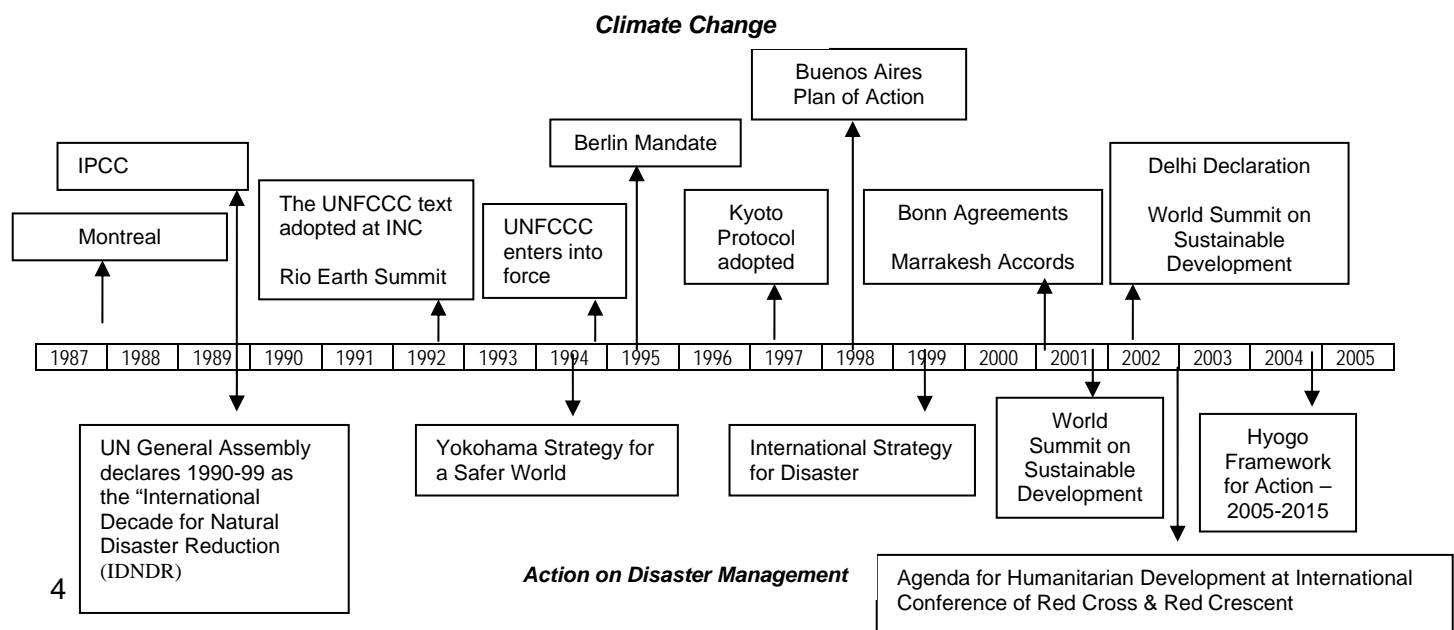 Climate Change
Buenos Aires
Plan of Action
Berlin Mandate
IPCC
Delhi Declaration
World Summit on
Sustainable
Development
The UNFCCC text
adopted at INC
Rio Earth Summit
UNFCCC
enters into
force
Kyoto
Protocol
adopted
Bonn Agreements
Marrakesh Accords
Montreal
1987 1988 1989 1990 1991 1992 1993 1994 1995 1996 1997 1998 1999 2000 2001 2002 2003 2004 2005
UN General Assembly
declares 1990-99 as
the “International
Decade for Natural
Disaster Reduction
(IDNDR)
Yokohama Strategy for
a Safer World
International Strategy
for Disaster
World
Summit on
Sustainable
Development
Hyogo
Framework
for Action –
2005-2015
Action on Disaster Management
Agenda for Humanitarian Development at International
Conference of Red Cross & Red Crescent
4